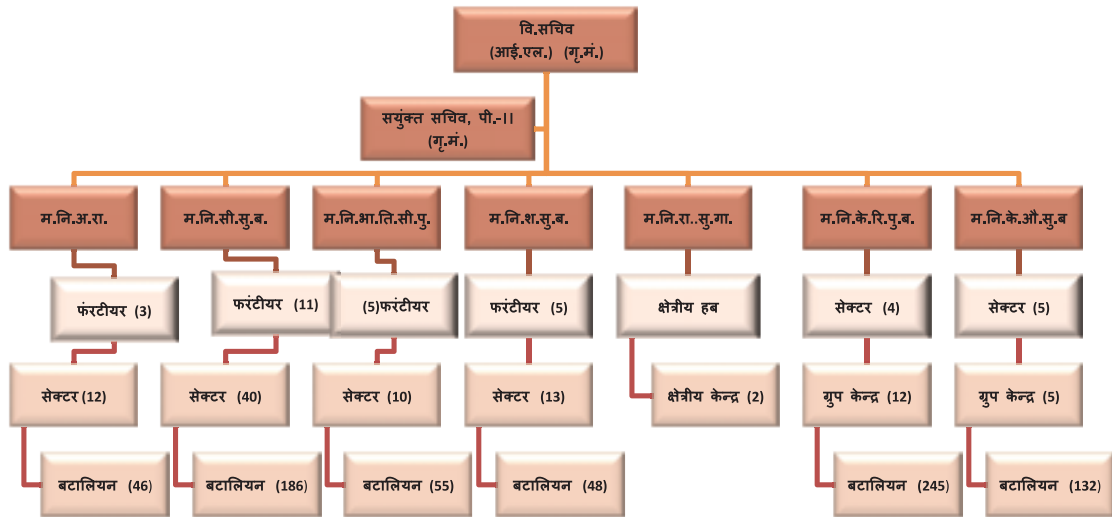 वि.सचिव
(आई.एल.) (गृ.मं.)
सयुंक्त सचिव, पी.-II
(गृ.मं.)
म.नि.अ.रा.
म.नि.सी.सु.ब.
म.नि.भा.ति.सी.पु.
म.नि.श.सु.ब.
म.नि.रा..सु.गा.
म.नि.के.रि.पु.ब.
म.नि.के.औ.सु.ब
फंरटीयर (3)
फरंटीयर (11)
(5)फरंटीयर
फरंटीयर (5)
क्षेत्रीय हब
सेक्टर (4)
सेक्टर (5)
सेक्टर (12)
सेक्टर (40)
सेक्टर (10)
सेक्टर (13)
क्षेत्रीय केन्द्र (2)
ग्रुप केन्द्र (12)
ग्रुप केन्द्र (5)
बटालियन (46)
बटालियन (186)
बटालियन (55)
बटालियन (48)
बटालियन (245)
बटालियन (132)